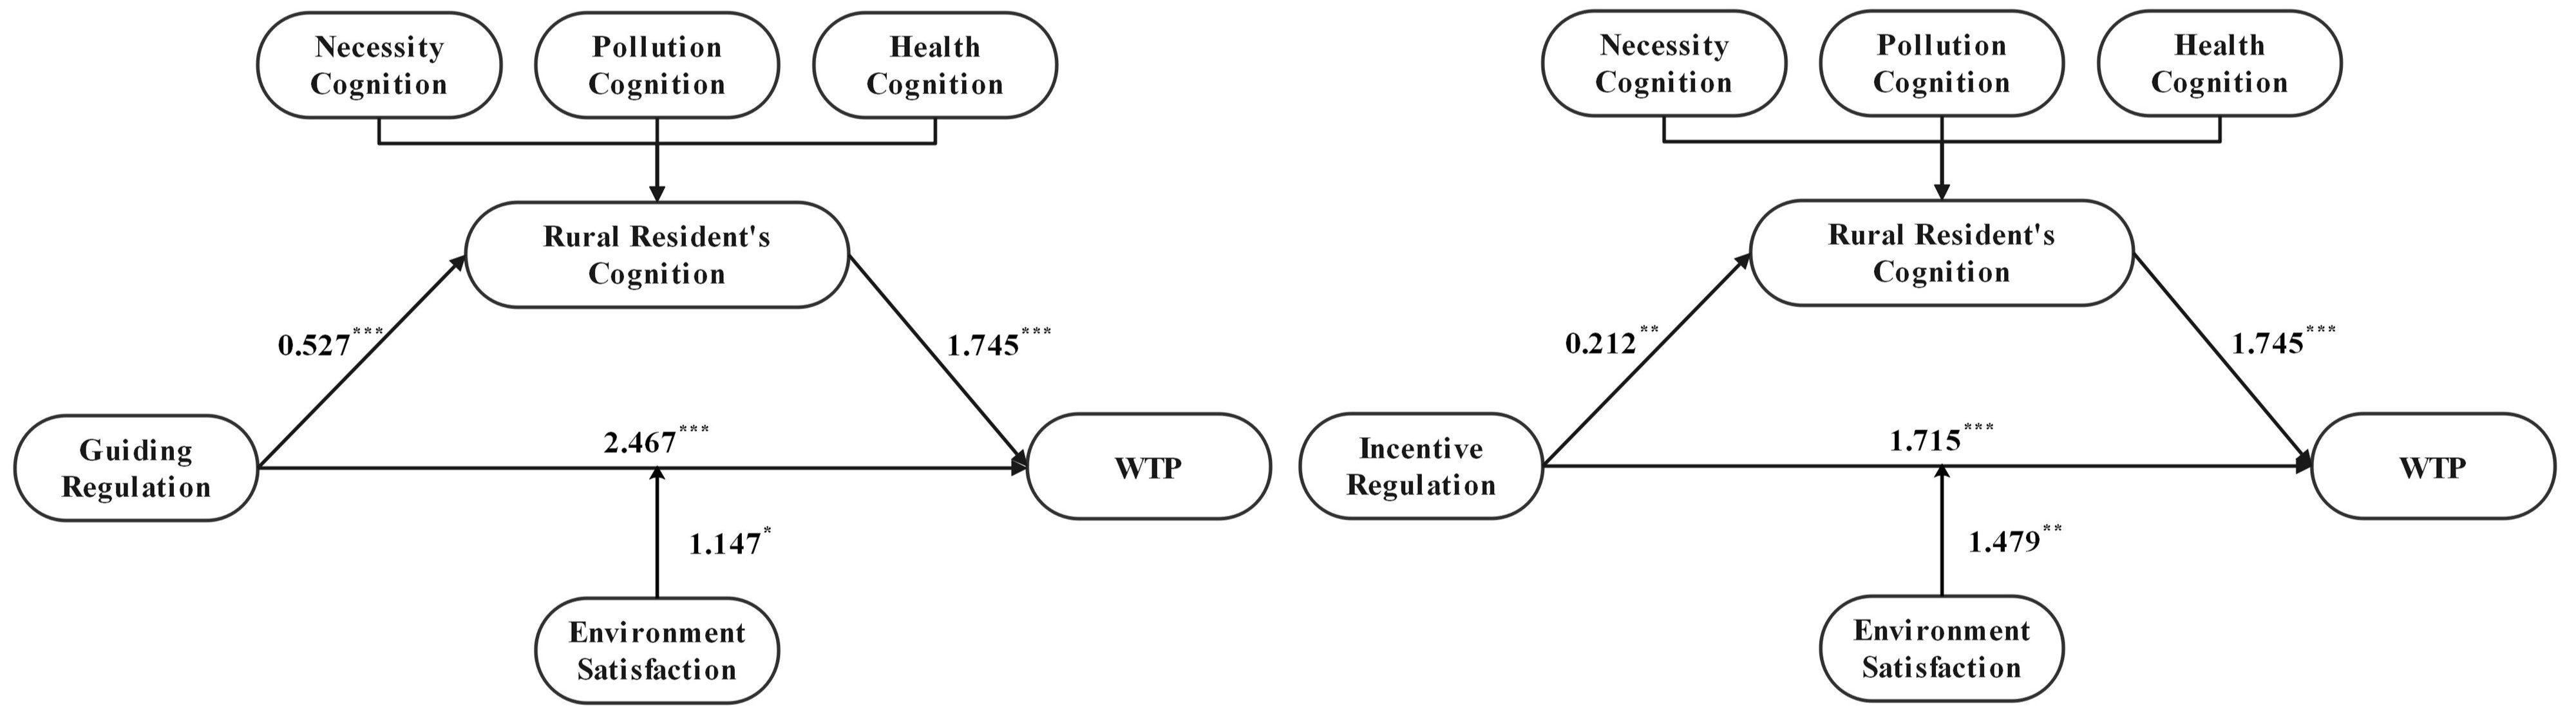 Necessity
Cognition
Pollution
Cognition
Health
Cognition
Rural Resident's
Cognition
0.527***
1.745***
Guiding
Regulation
2.467***
WTP
1.147*
Environment
Satisfaction
Necessity
Cognition
Pollution
Cognition
Health
Cognition
Rural Resident's
Cognition
0.212**
1.745***
Incentive
Regulation
1.715***
WTP
1.479**
Environment
Satisfaction